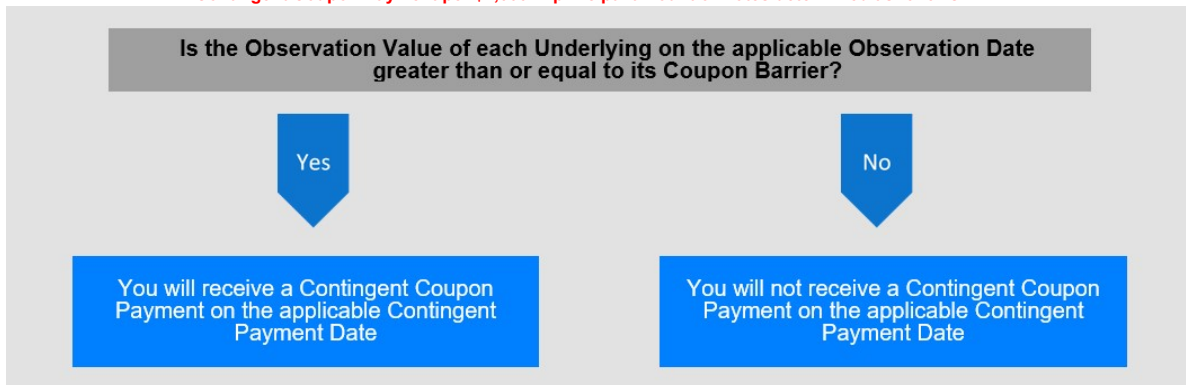 Is the Observation Value of each Underlying on the applicable Observation Date
greater than or equal to its Coupon Barrier?
Yes
No
You will receive a Contingent Coupon
Payment on the applicable Contingent
Payment Date
You will not receive a Contingent Coupon
Payment on the applicable Contingent
Payment Date